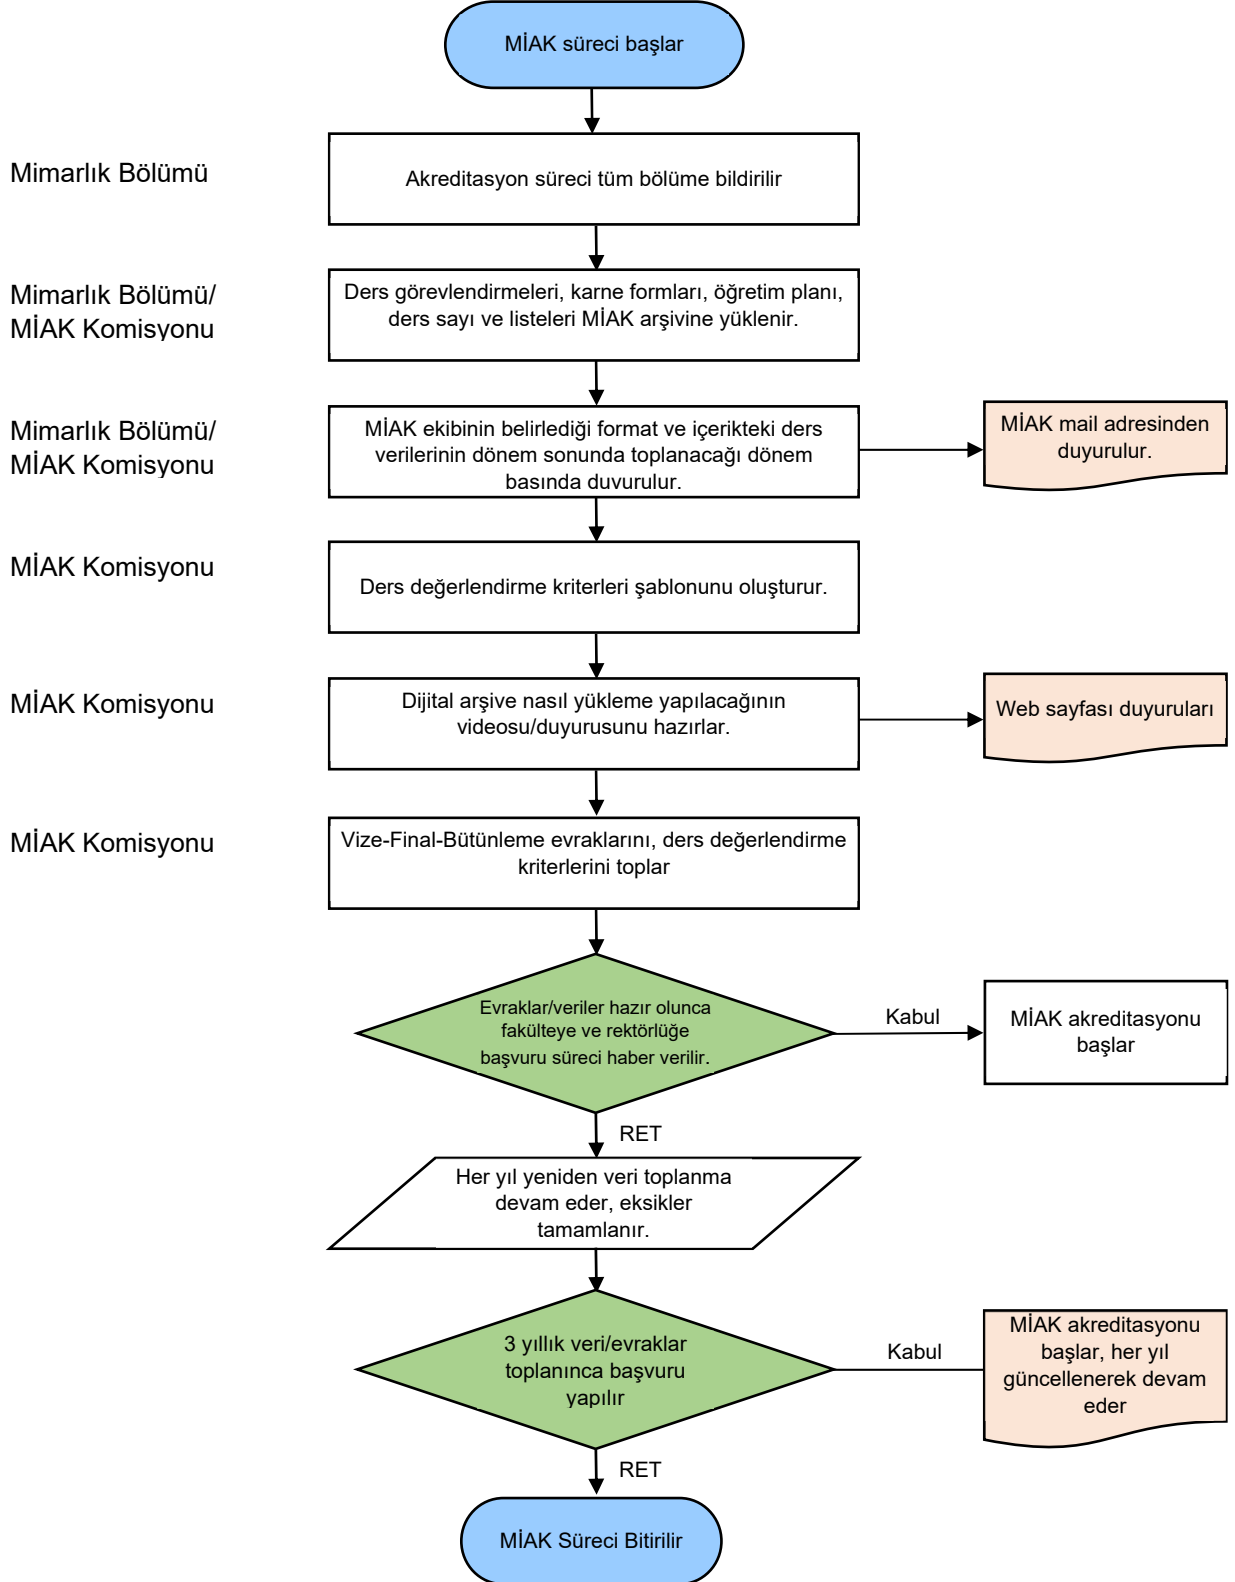 MİAK süreci başlar
Mimarlık Bölümü
Akreditasyon süreci tüm bölüme bildirilir
Mimarlık Bölümü/
MİAK Komisyonu
Ders görevlendirmeleri, karne formları, öğretim planı,
ders sayı ve listeleri MİAK arşivine yüklenir.
Mimarlık Bölümü/
MİAK Komisyonu
MİAK ekibinin belirlediği format ve içerikteki ders
verilerinin dönem sonunda toplanacağı dönem
basında duvurulur.
MİAK mail adresinden
duyurulur.
MİAK Komisyonu
Ders değerlendirme kriterleri şablonunu oluşturur.
MİAK Komisyonu
Dijital arşive nasıl yükleme yapılacağının
videosu/duyurusunu hazırlar.
Web sayfası duyuruları
MİAK Komisyonu
Vize-Final-Bütünleme evraklarını, ders değerlendirme
kriterlerini toplar
Evraklar/veriler hazır olunca
fakülteye ve rektörlüğe
başvuru süreci haber verilir.
Kabul
MİAK akreditasyonu
başlar
RET
Her yıl yeniden veri toplanma
devam eder, eksikler
tamamlanır.
3 yıllık veri/evraklar
toplanınca başvuru
yapılır
Kabul
MİAK akreditasyonu
başlar, her yıl
güncellenerek devam
eder
RET
MİAK Süreci Bitirilir